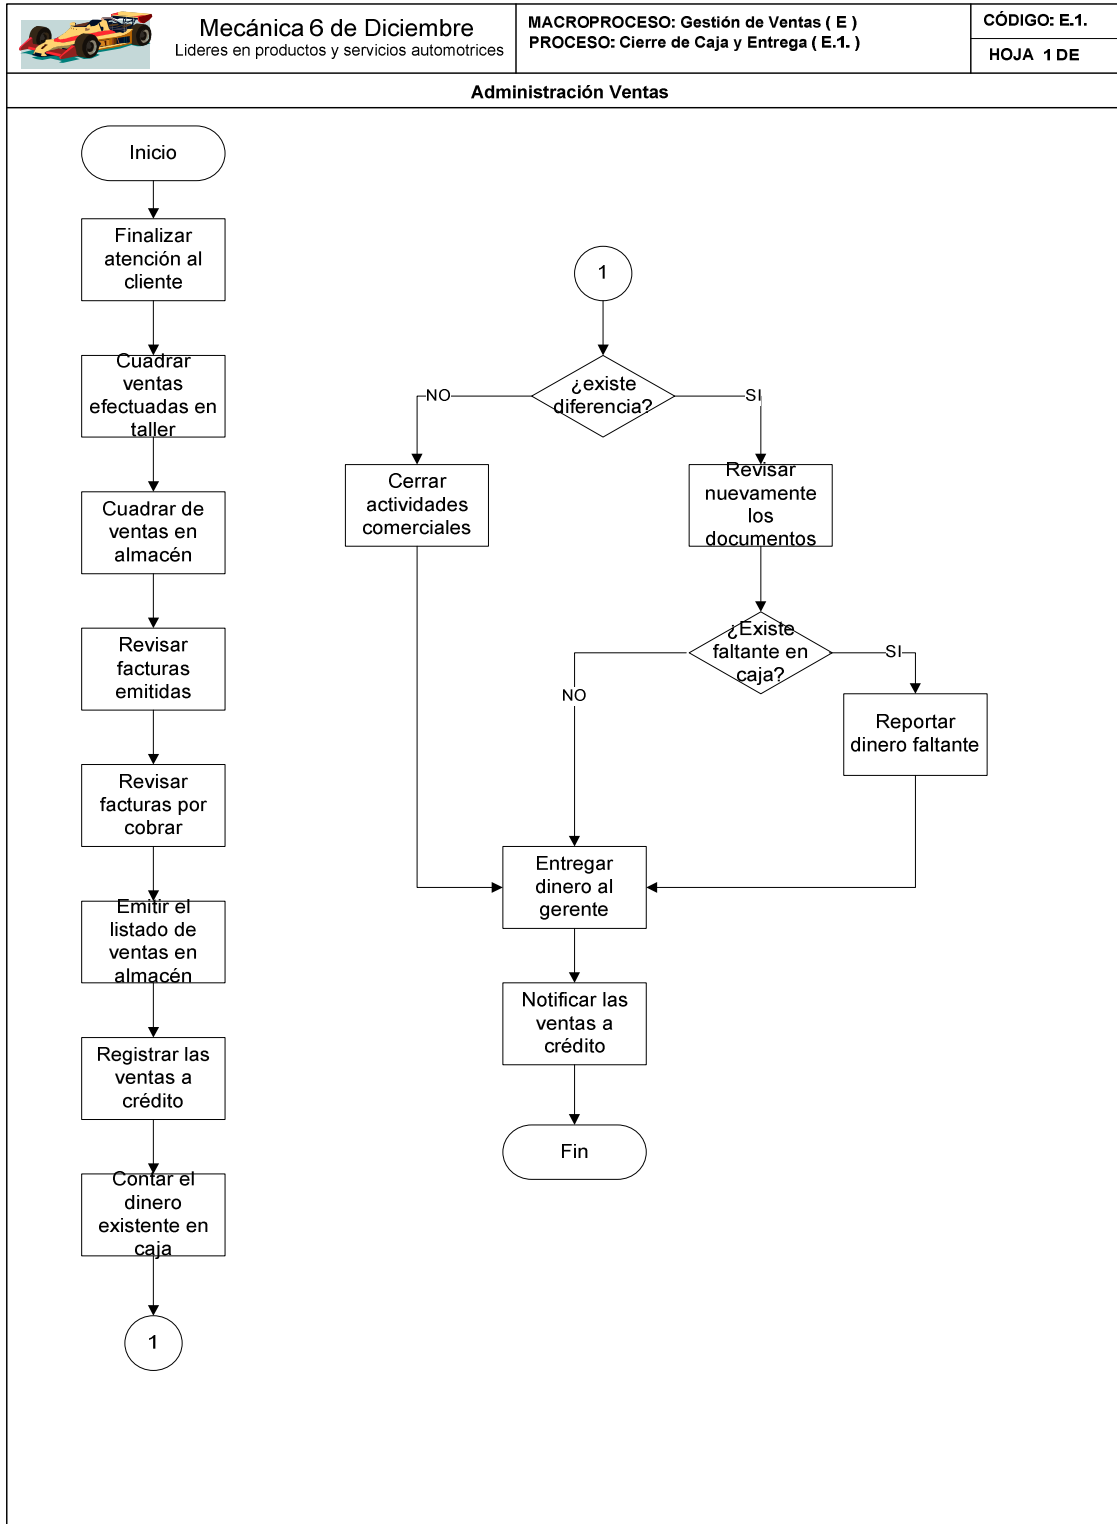 Mecánica 6 de Diciembre
Lideres en productos y servicios automotrices
MACROPROCESO: Gestión de Ventas ( E )
PROCESO: Cierre de Caja y Entrega ( E.1. )
CÓDIGO: E.1.
HOJA 1 DE
Administración Ventas
Inicio
Finalizar
atención al
cliente
Cuadrar
ventas
efectuadas en
taller
Cuadrar de
ventas en
almacén
Revisar
facturas
emitidas
Revisar
facturas por
cobrar
Emitir el
listado de
ventas en
almacén
Registrar las
ventas a
crédito
Contar el
dinero
existente en
caja
1
1
¿existe
diferencia?
NO
SI
Cerrar
actividades
comerciales
Revisar
nuevamente
los
documentos
¿Existe
faltante en
caja?
NO
SI
Reportar
dinero faltante
Entregar
dinero al
gerente
Notificar las
ventas a
crédito
Fin